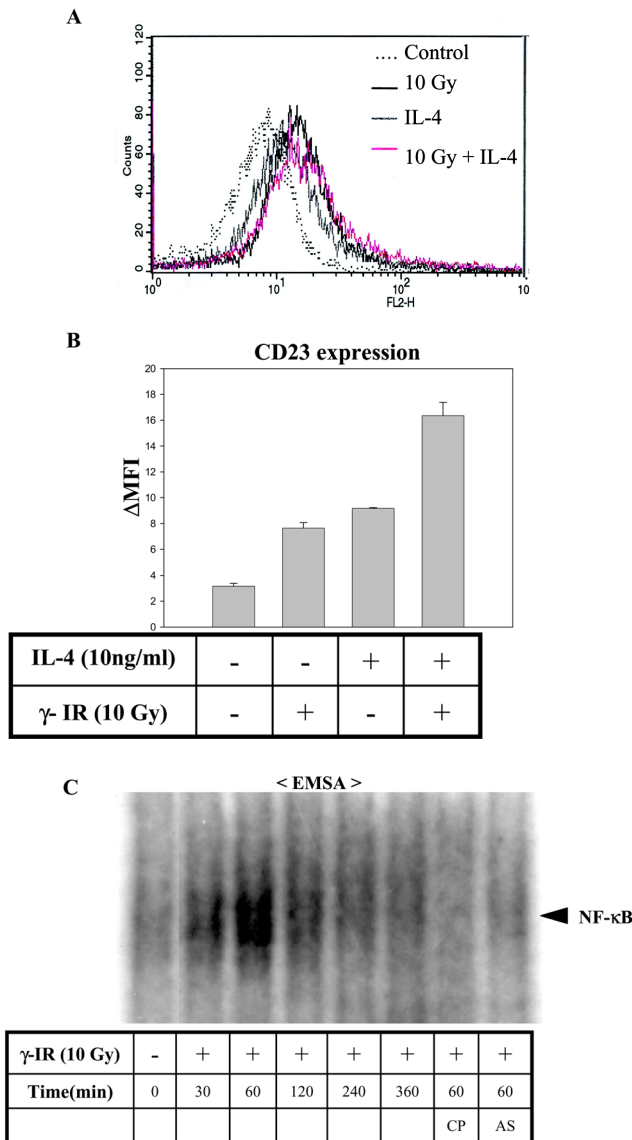 A
120
100
80
60
40
20
0
Counts
Control
10 Gy
IL-4
10 Gy + IL-4
10⁰ 10¹ 10² 10
FL2-H
B
CD23 expression
20
18
16
14
12
10
8
6
4
2
0
ΔMFI
IL-4 (10ng/ml) - - + +
γ- IR (10 Gy) - + - +
C
< EMSA >
NF-κB
γ-IR (10 Gy) - + + + + + + +
Time(min) 0 30 60 120 240 360 60 60
CP AS